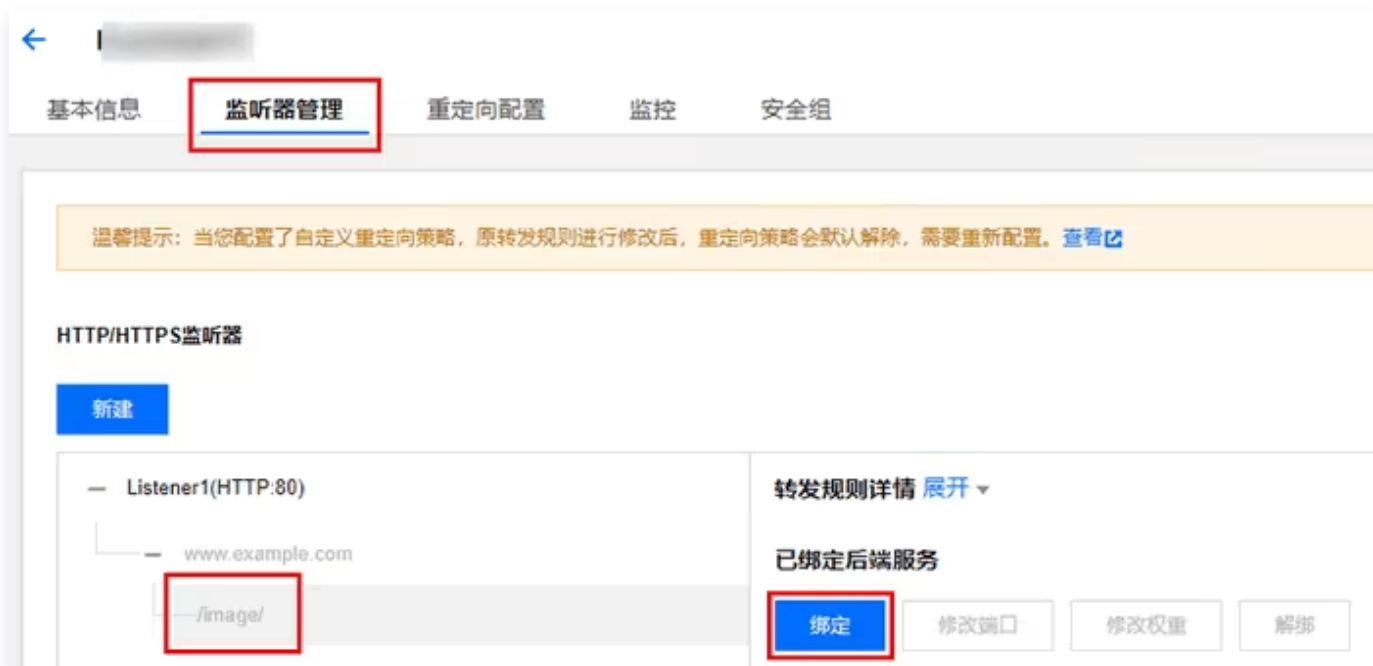 基本信息 监听器管理 重定向配置 监控 安全组
温馨提示：当您配置了自定义重定向策略，原转发规则进行修改后，重定向策略会默认解除，需要重新配置。查看
HTTP/HTTPS监听器
新建
Listener1(HTTP:80)
www.example.com
/image/
转发规则详情 展开
已绑定后端服务
绑定 修改端口 修改权重 解绑